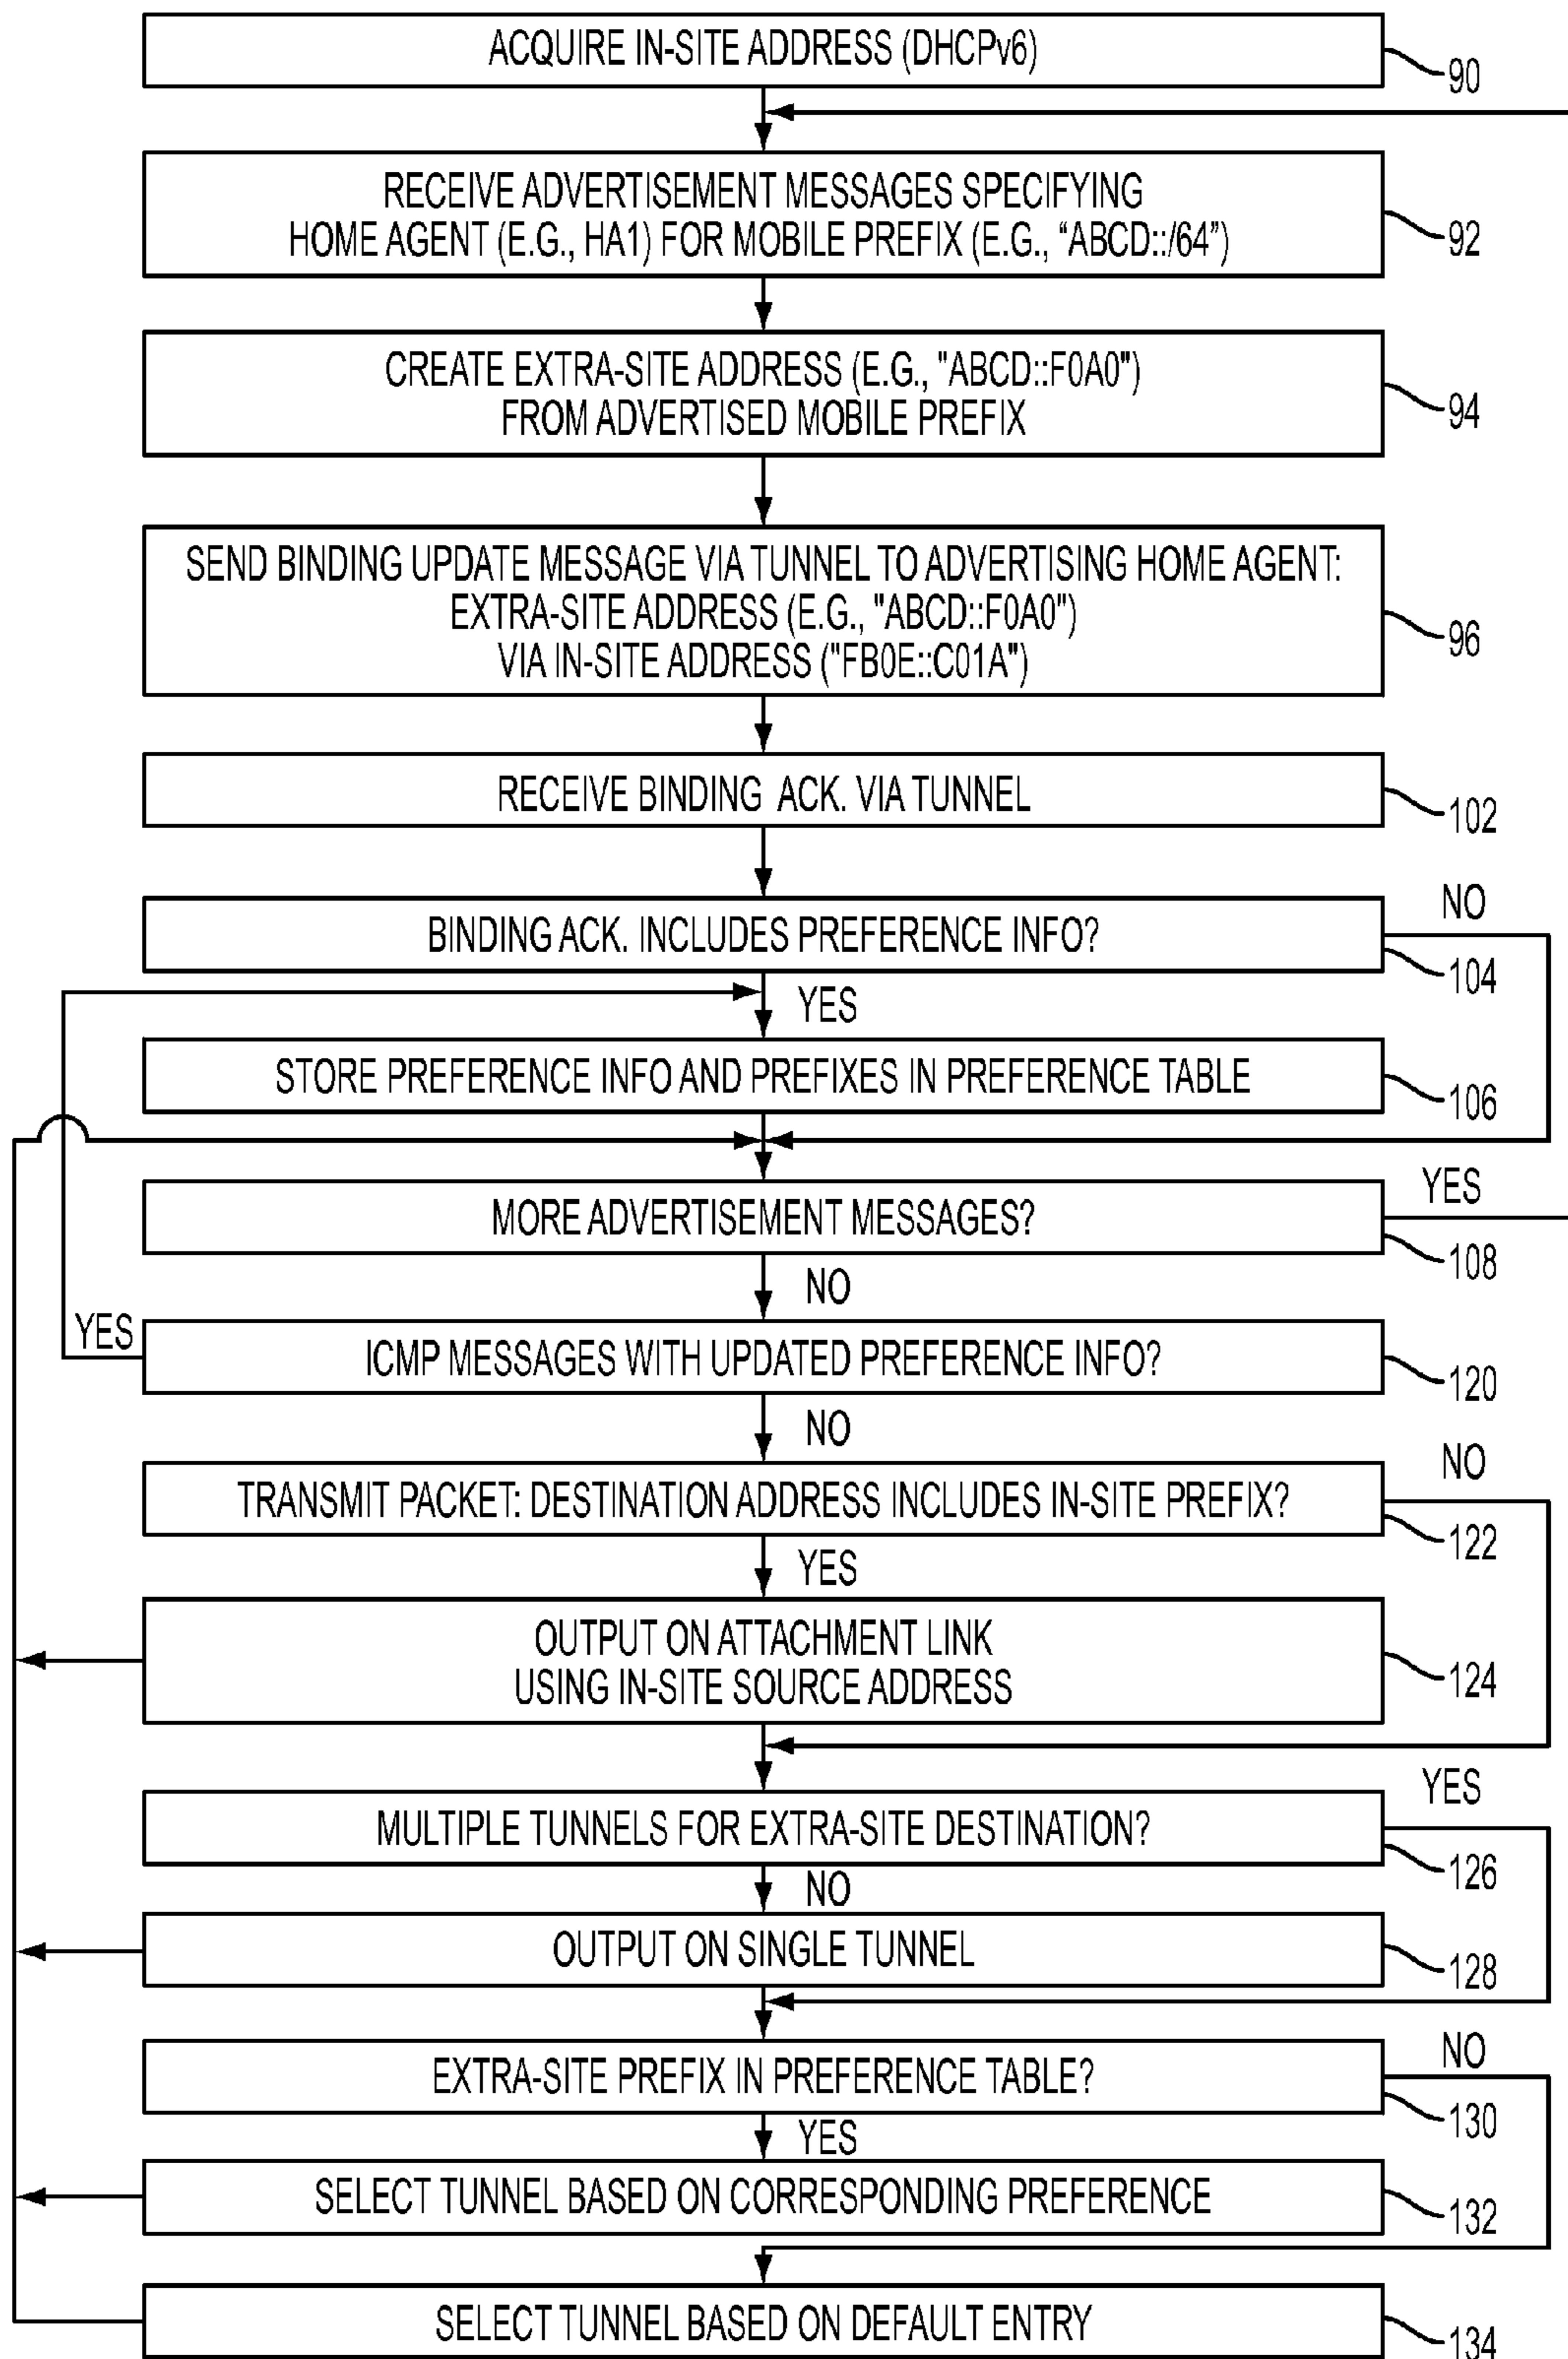 ACQUIRE IN-SITE ADDRESS (DHCPv6)
90
RECEIVE ADVERTISEMENT MESSAGES SPECIFYING
HOME AGENT (E.G., HA1) FOR MOBILE PREFIX (E.G., “ABCD::/64”)
92
CREATE EXTRA-SITE ADDRESS (E.G., "ABCD::F0A0")
FROM ADVERTISED MOBILE PREFIX
94
SEND BINDING UPDATE MESSAGE VIA TUNNEL TO ADVERTISING HOME AGENT:
EXTRA-SITE ADDRESS (E.G., "ABCD::F0A0")
VIA IN-SITE ADDRESS ("FB0E::C01A")
96
RECEIVE BINDING ACK. VIA TUNNEL
102
BINDING ACK. INCLUDES PREFERENCE INFO?
NO
104
YES
STORE PREFERENCE INFO AND PREFIXES IN PREFERENCE TABLE
106
MORE ADVERTISEMENT MESSAGES?
YES
108
NO
YES
ICMP MESSAGES WITH UPDATED PREFERENCE INFO?
120
NO
TRANSMIT PACKET: DESTINATION ADDRESS INCLUDES IN-SITE PREFIX?
NO
122
YES
OUTPUT ON ATTACHMENT LINK
USING IN-SITE SOURCE ADDRESS
124
MULTIPLE TUNNELS FOR EXTRA-SITE DESTINATION?
YES
126
NO
OUTPUT ON SINGLE TUNNEL
128
EXTRA-SITE PREFIX IN PREFERENCE TABLE?
NO
130
YES
SELECT TUNNEL BASED ON CORRESPONDING PREFERENCE
132
SELECT TUNNEL BASED ON DEFAULT ENTRY
134